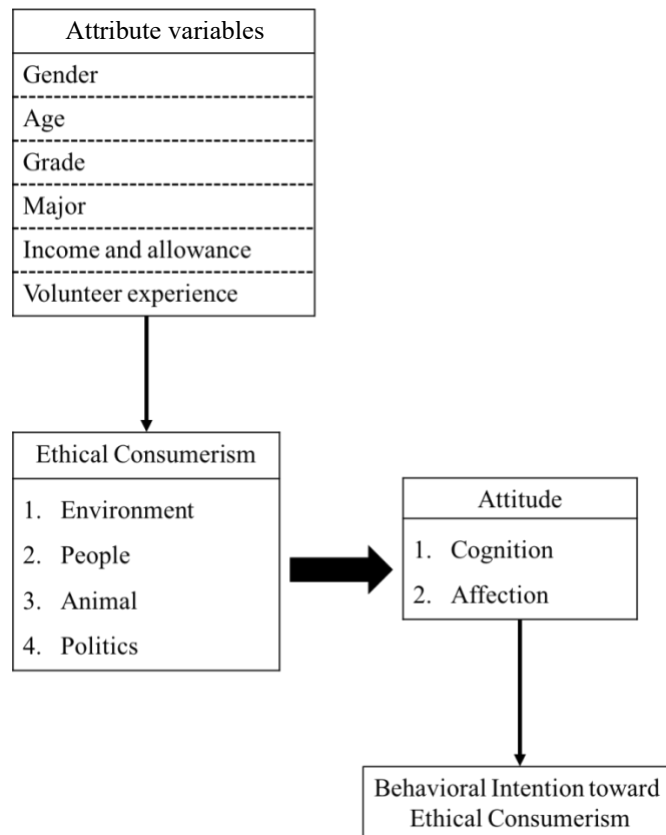 Attribute variables
Gender
Age
Grade
Major
Income and allowance
Volunteer experience
Ethical Consumerism
1. Environment
2. People
3. Animal
4. Politics
Attitude
1. Cognition
2. Affection
Behavioral Intention toward
Ethical Consumerism